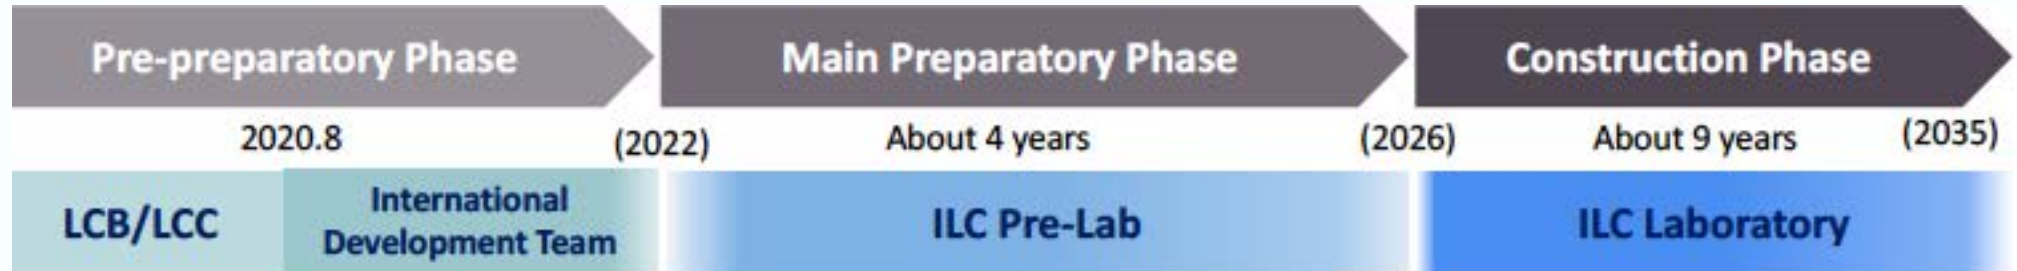 Pre-preparatory Phase
Main Preparatory Phase
Construction Phase
2020.8
(2022)
About 4 years
(2026)
About 9 years
(2035)
LCB/LCC
International
Development Team
ILC Pre-Lab
ILC Laboratory